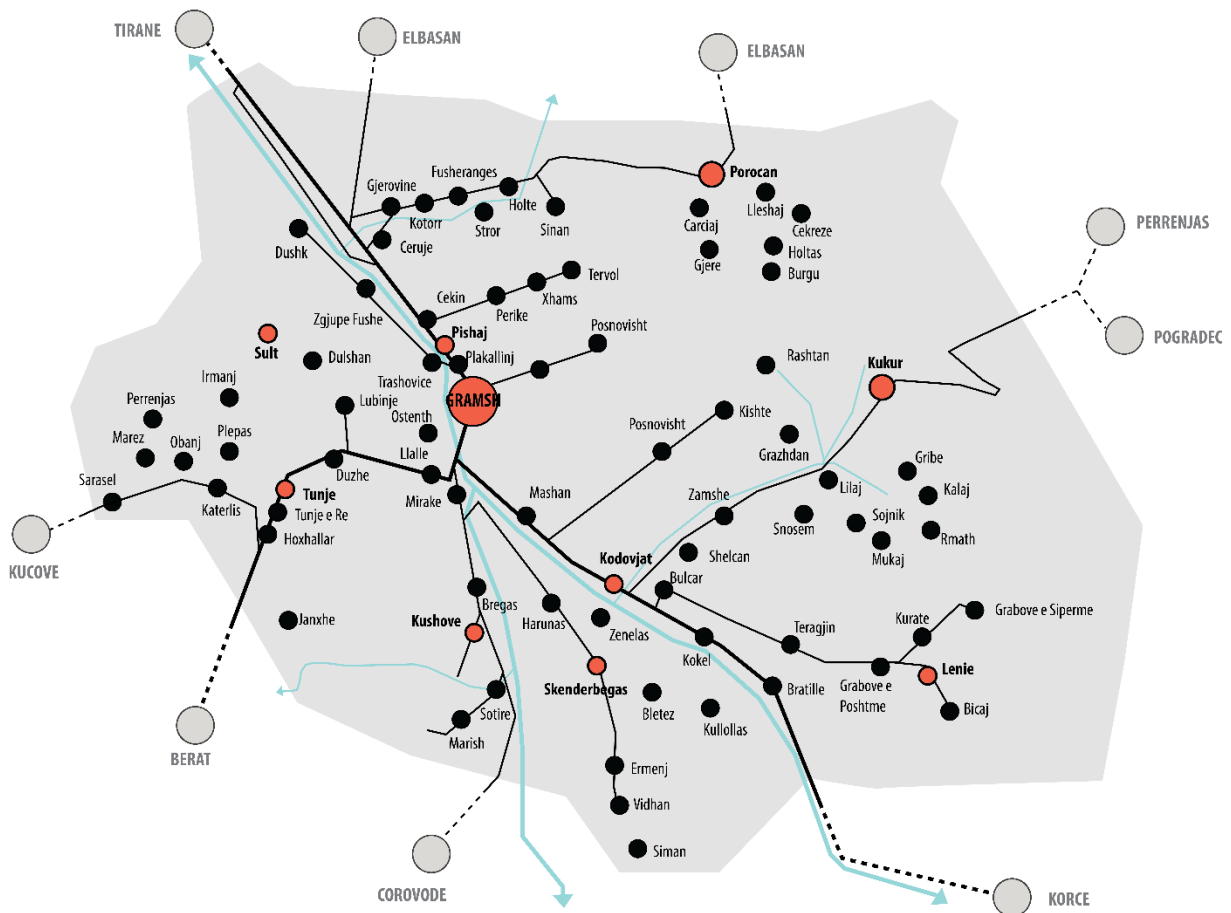 TIRANE
ELBASAN
ELBASAN
PERRENJAS
POGRADEC
Porocan
Lleshaj
Cekreze
Carciaj
Holtas
Gjere
Burgu
Fusheranges
Gjerovine
Holte
Kotorr
Stror
Sinan
Ceruje
Dushk
Tervol
Xhams
Cekin
Perike
Zgjupe Fushe
Pishaj
Posnovisht
Plakallinj
Trashovice
GRAMSH
Sult
Dulshan
Irmanj
Lubinje
Perrenjas
Ostenth
Marez
Obanj
Plepas
Llalle
Duzhe
Sarasel
Katerlis
Tunje
Tunje e Re
Hoxhallar
Mirake
Mashan
Rashtan
Kukur
Kishte
Posnovisht
Grazhdan
Gribe
Lilaj
Kalaj
Zamshe
Snosem
Sojnik
Rmath
Mukaj
Shelcan
Kodovjat
Bulcar
KUCOVE
Janxhe
Bregas
Kushove
Harunas
Zenelas
Kokel
Teragjin
Kurate
Grabove e Siperme
Lenie
Grabove e
Poshtme
Bicaj
Bratille
Skenderbegas
Bletez
Kullollas
Sotire
Marish
Ermenj
Vidhan
Siman
BERAT
COROVODE
KORCE